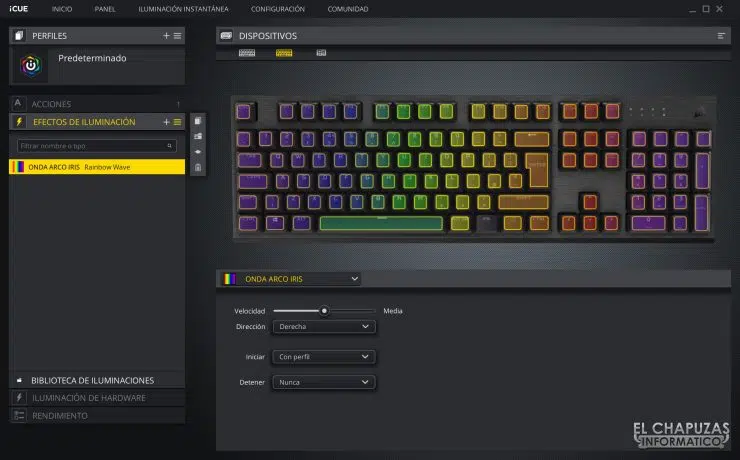 iCUE INICIO PANEL ILUMINACIÓN INSTANTÁNEA CONFIGURACIÓN COMUNIDAD
PERFILES
Predeterminado
ACCIONES
EFECTOS DE ILUMINACIÓN
Filtrar nombre o tipo
ONDA ARCO IRIS Rainbow Wave
BIBLIOTECA DE ILUMINACIONES
ILUMINACIÓN DE HARDWARE
RENDIMIENTO
DISPOSITIVOS
ONDA ARCO IRIS
Velocidad Media
Dirección Derecha
Iniciar Con perfil
Detener Nunca
EL CHAPUZAS
INFORMÁTICO